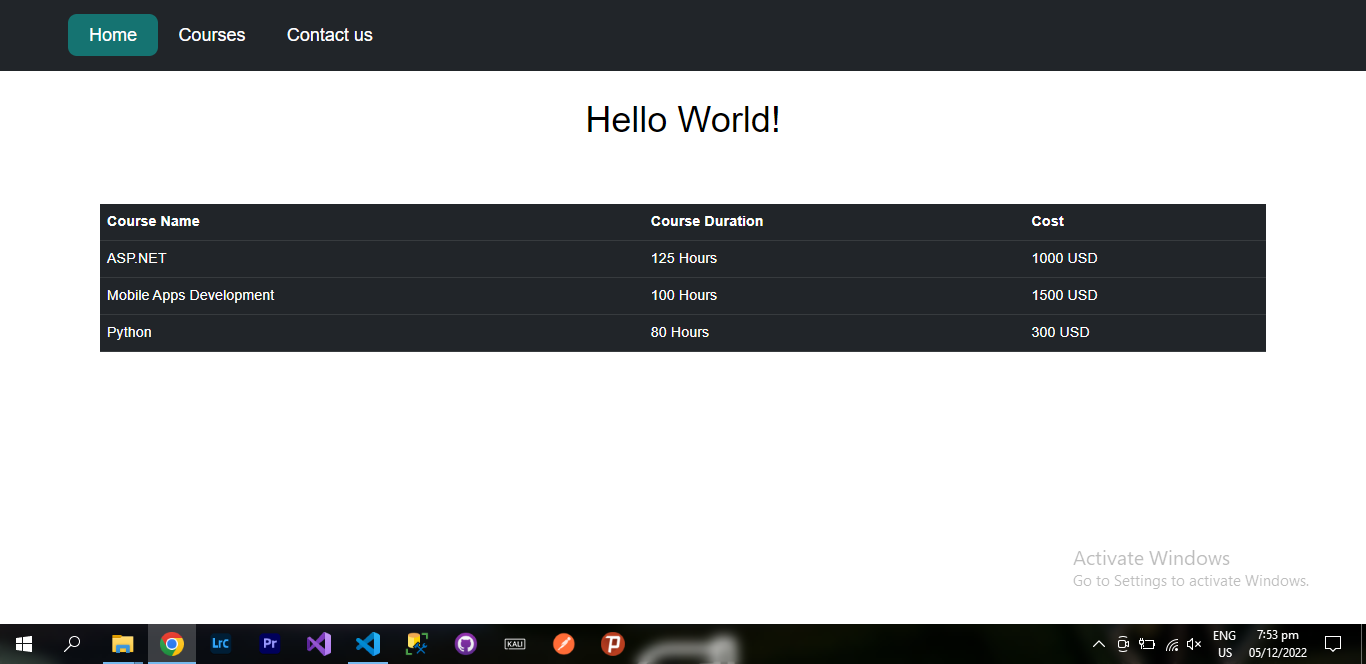 Home Courses Contact us
Hello World!
Course Name Course Duration Cost
ASP.NET 125 Hours 1000 USD
Mobile Apps Development 100 Hours 1500 USD
Python 80 Hours 300 USD
Activate Windows
Go to Settings to activate Windows.
Lrc Pr KALI ENG 7:53 pm
US 05/12/2022